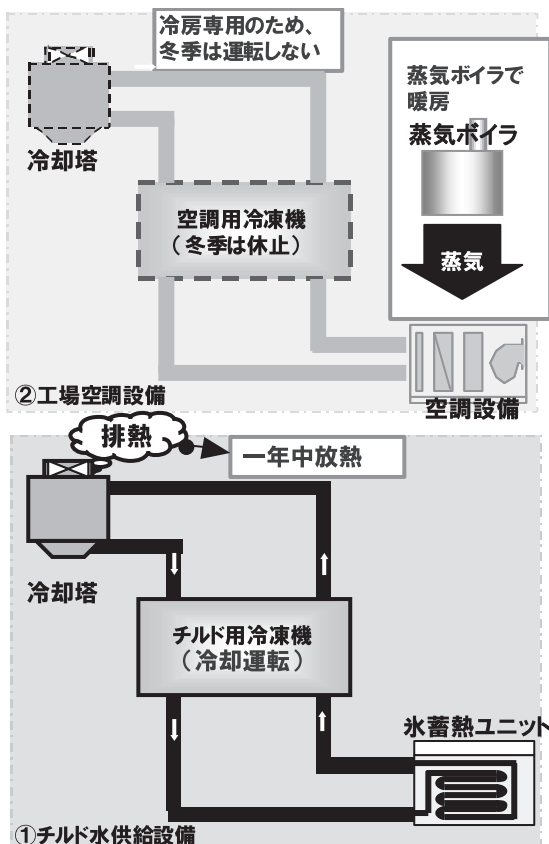 冷房専用のため、
冬季は運転しない
蒸気ボイラで
暖房
蒸気ボイラ
冷却塔
空調用冷凍機
（冬季は休止）
蒸気
②工場空調設備
空調設備
排熱
一年中放熱
冷却塔
チルド用冷凍機
（冷却運転）
氷蓄熱ユニット
①チルド水供給設備